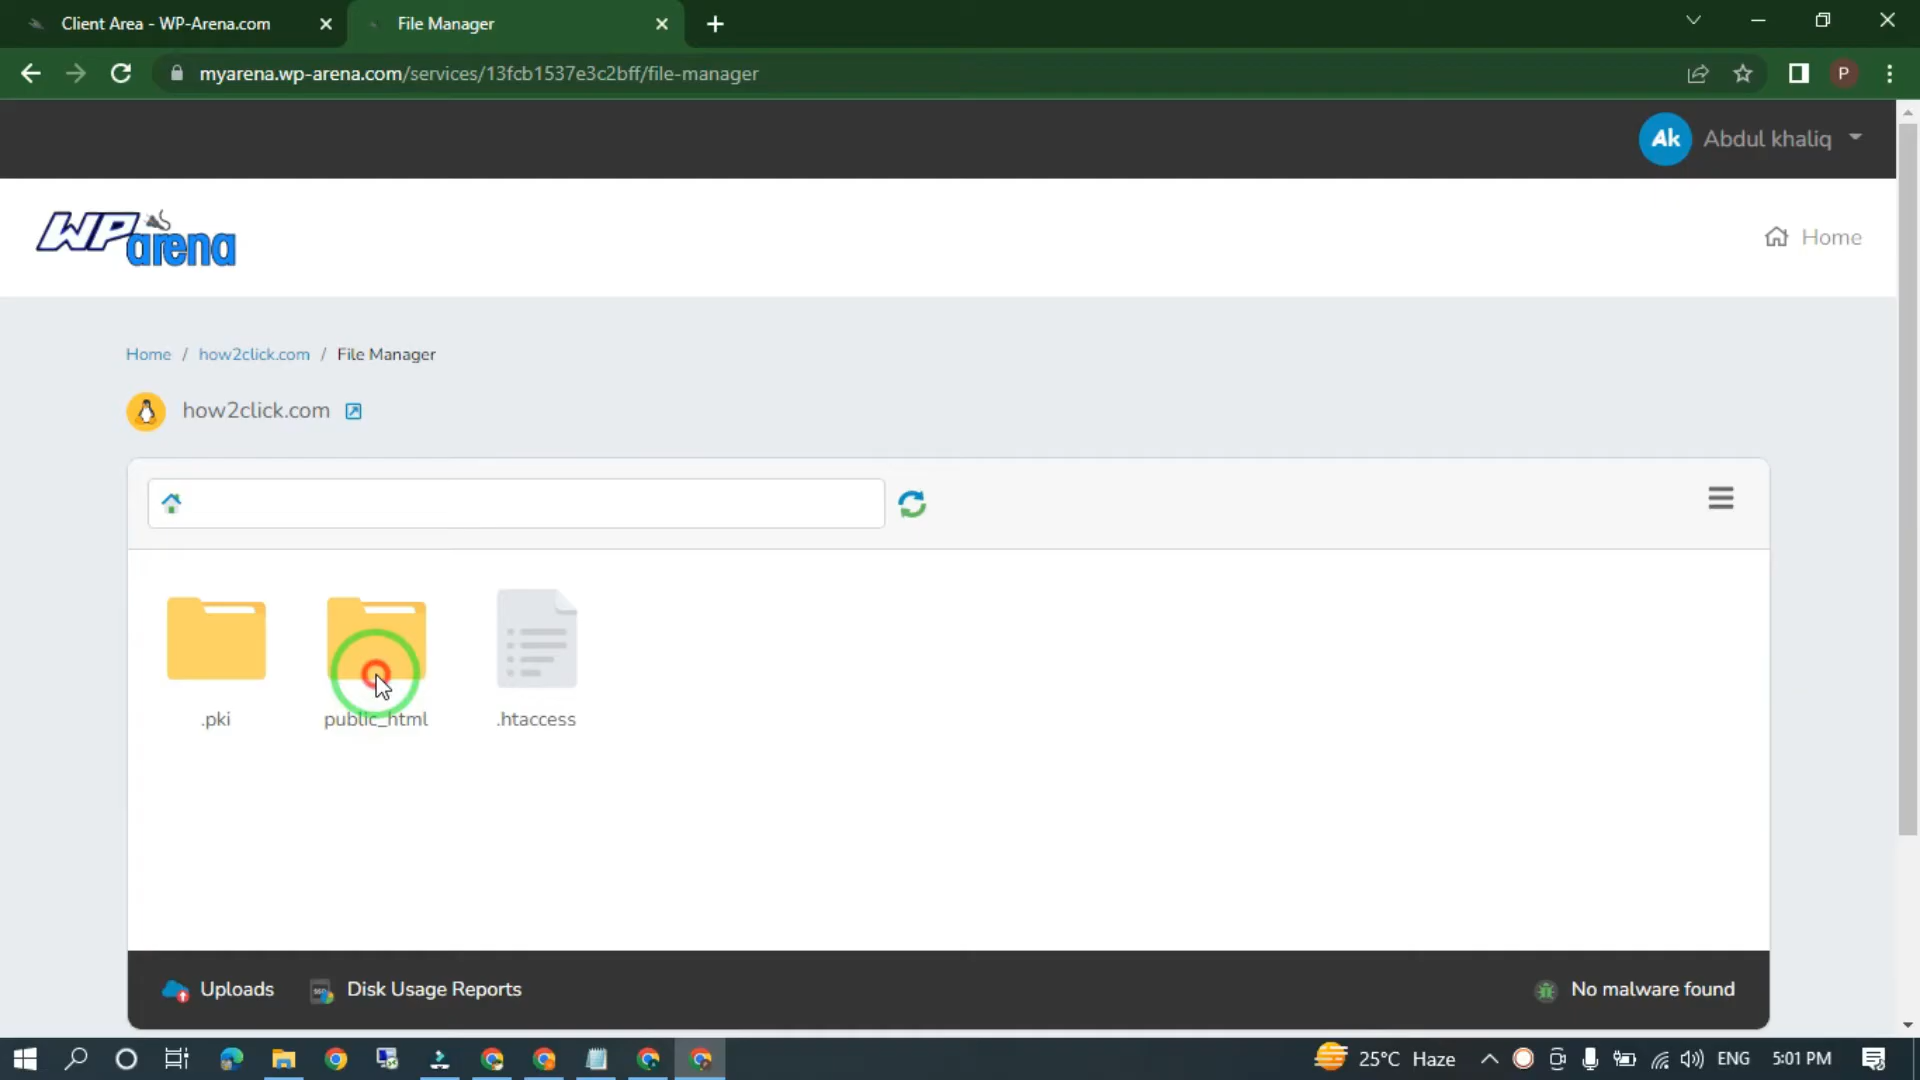 Client Area - WP-Arena.com
File Manager
myarena.wp-arena.com/services/13fcb1537e3c2bff/file-manager
P
Ak
Abdul khaliq
WP arena
Home
Home / how2click.com / File Manager
how2click.com
.pki
public_html
.htaccess
Uploads
Disk Usage Reports
No malware found
25°C Haze
ENG
5:01 PM